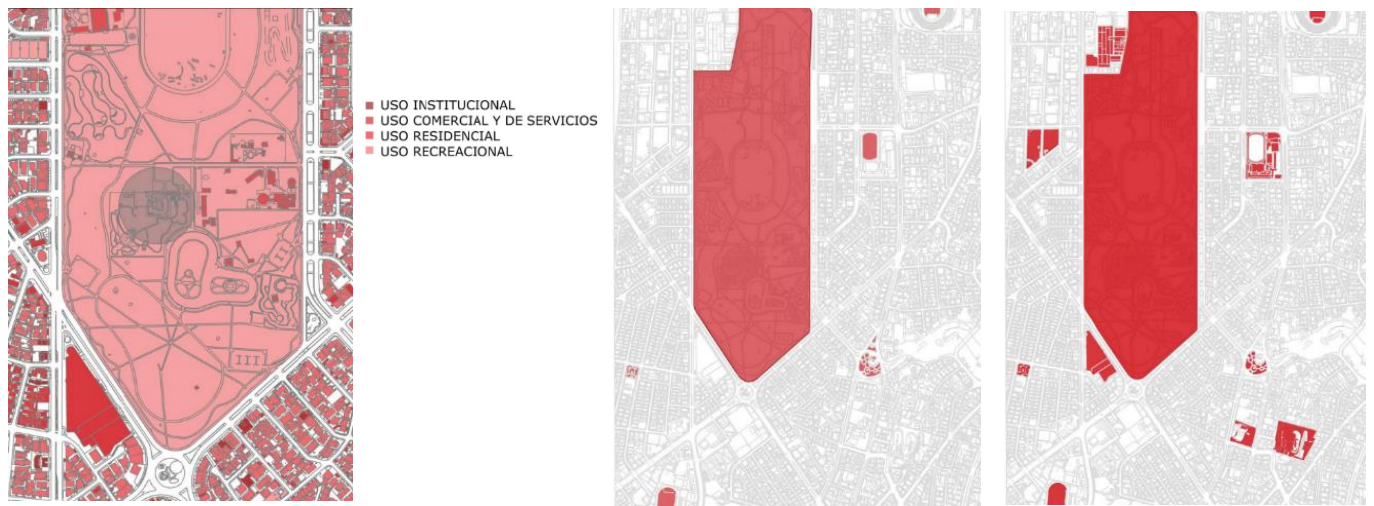 USO INSTITUCIONAL
USO COMERCIAL Y DE SERVICIOS
USO RESIDENCIAL
USO RECREACIONAL